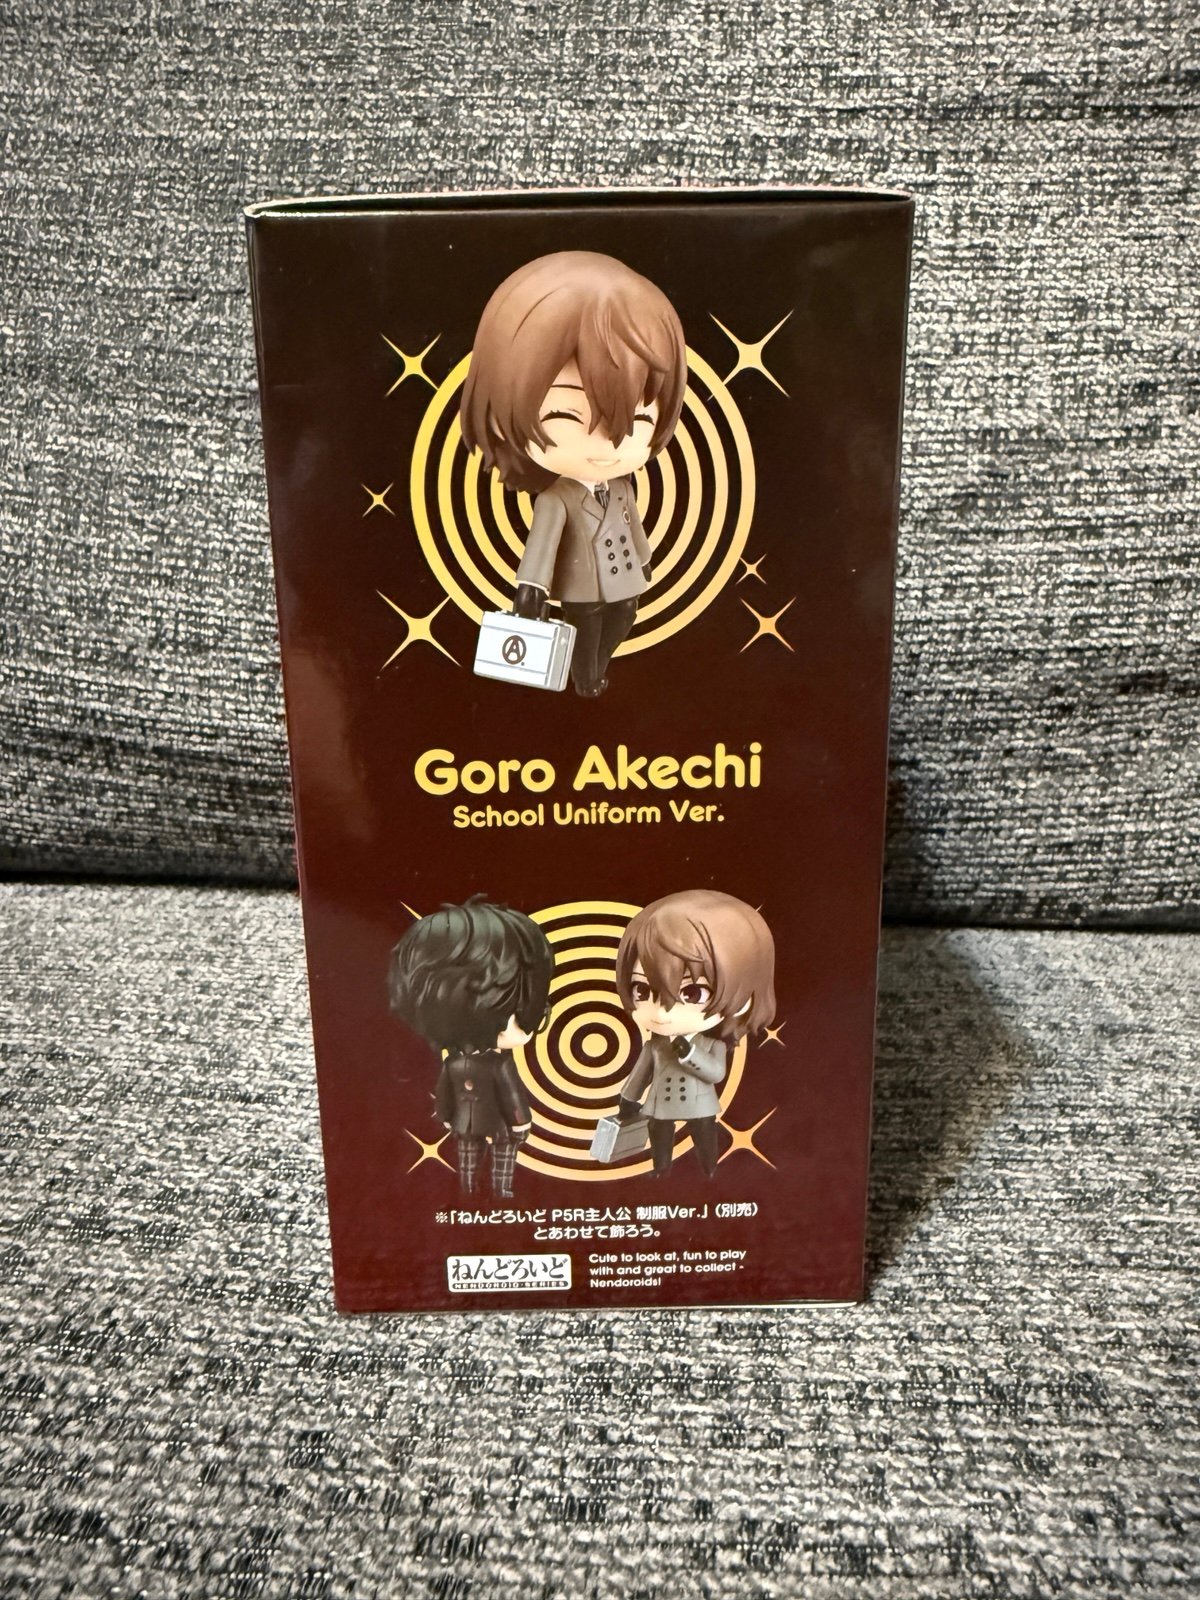 A
Goro Akechi
School Uniform Ver.
※「ねんどろいど P5R主人公 制服Ver.」(別売)
とあわせて飾ろう。
ねんどろいど
NENDOROID SERIES
Cute to look at, fun to play
with and great to collect -
Nendoroids!